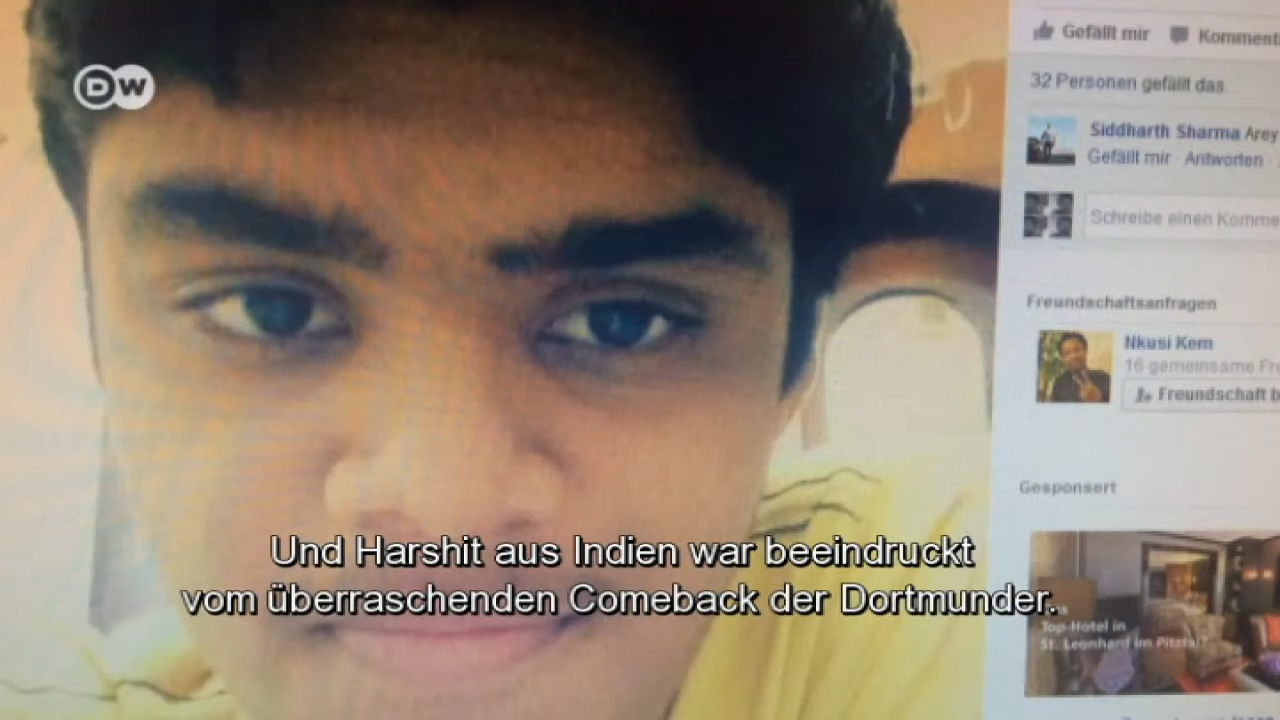 DW
Gefällt mir Komment
32 Personen gefällt das
Siddharth Sharma Arey
Gefällt mir · Antworten
Schreibe einen Komme
Freundschaftsanfragen
Nkusi Kem
16 gemeinsame Fre
Freundschaft b
Gesponsert
Und Harshit aus Indien war beeindruckt
vom überraschenden Comeback der Dortmunder.
Top-Hotel in
St. Leonhard im Pitztal?